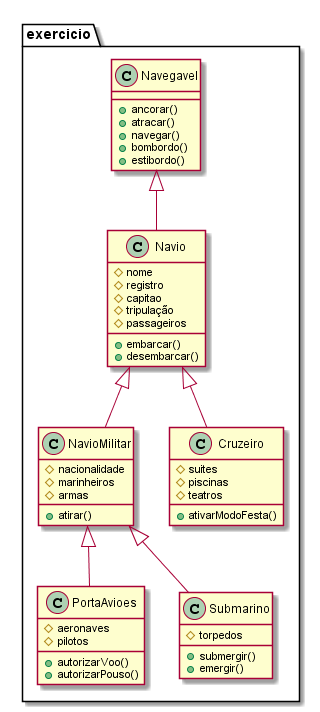 exercicio
C Navegavel
ancorar()
atracar()
navegar()
bombordo()
estibordo()
C Navio
nome
registro
capitao
tripulação
passageiros
embarcar()
desembarcar()
C NavioMilitar
nacionalidade
marinheiros
armas
atirar()
C Cruzeiro
suites
piscinas
teatros
ativarModoFesta()
C PortaAvioes
aeronaves
pilotos
autorizarVoo()
autorizarPouso()
C Submarino
torpedos
submergir()
emergir()